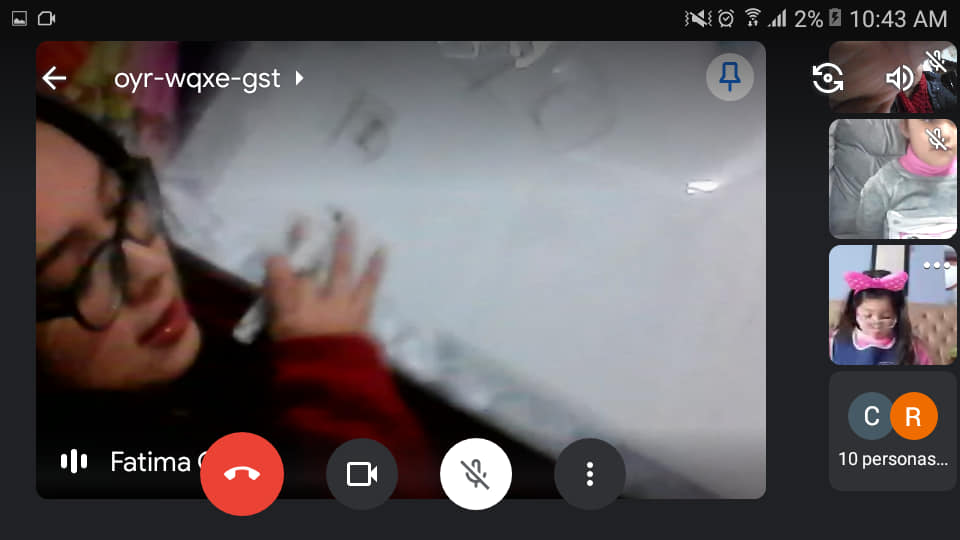 2% 10:43 AM
oyr-wqxe-gst
Fatima
C R
10 personas...